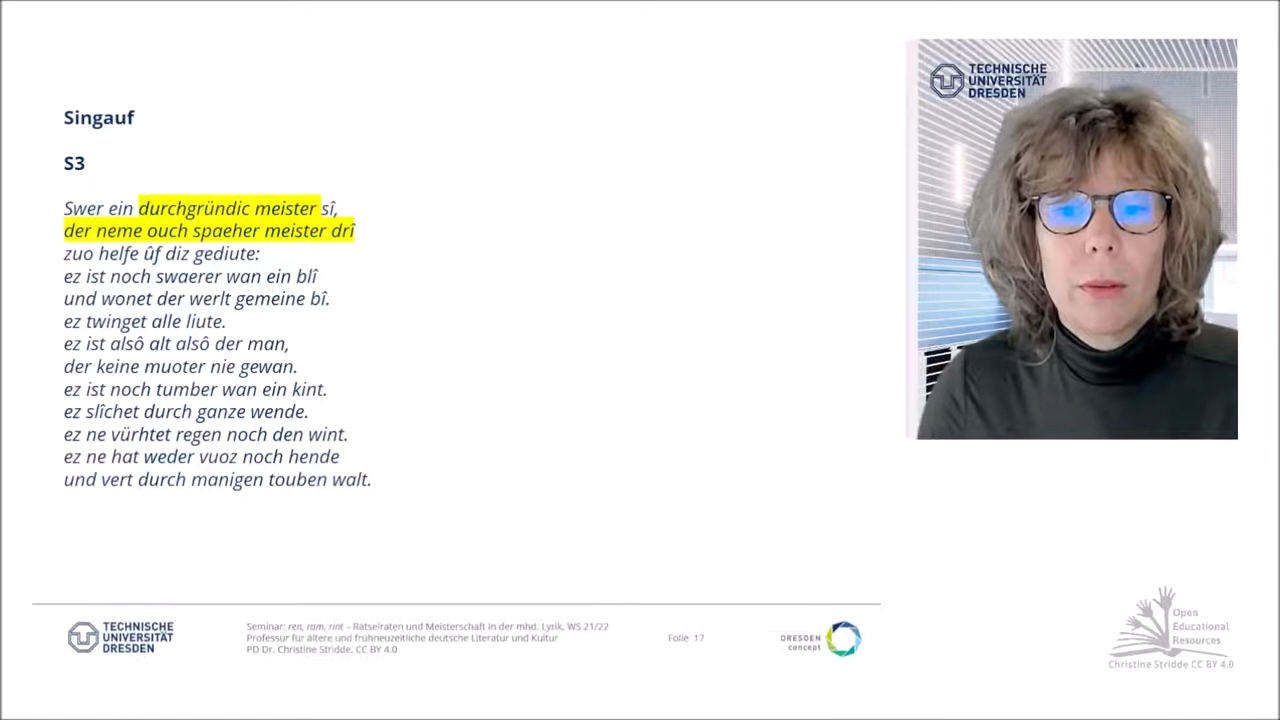 Singauf
S3
Swer ein durchgründic meister sî,
der neme ouch spaeher meister drî
zuo helfe ûf diz gediute:
ez ist noch swaerer wan ein blî
und wonet der werlt gemeine bî.
ez twinget alle liute.
ez ist alsô alt alsô der man,
der keine muoter nie gewan.
ez ist noch tumber wan ein kint.
ez slîchet durch ganze wende.
ez ne vürhtet regen noch den wint.
ez ne hat weder vuoz noch hende
und vert durch manigen touben walt.
TECHNISCHE
UNIVERSITÄT
DRESDEN
TECHNISCHE
UNIVERSITÄT
DRESDEN
Seminar: ren, ram, rint – Rätselraten und Meisterschaft in der mhd. Lyrik, WS 21/22
Professur für ältere und frühneuzeitliche deutsche Literatur und Kultur
PD Dr. Christine Stridde, CC BY 4.0
Folie 17
DRESDEN
concept
Open
Educational
Resources
Christine Stridde CC BY 4.0